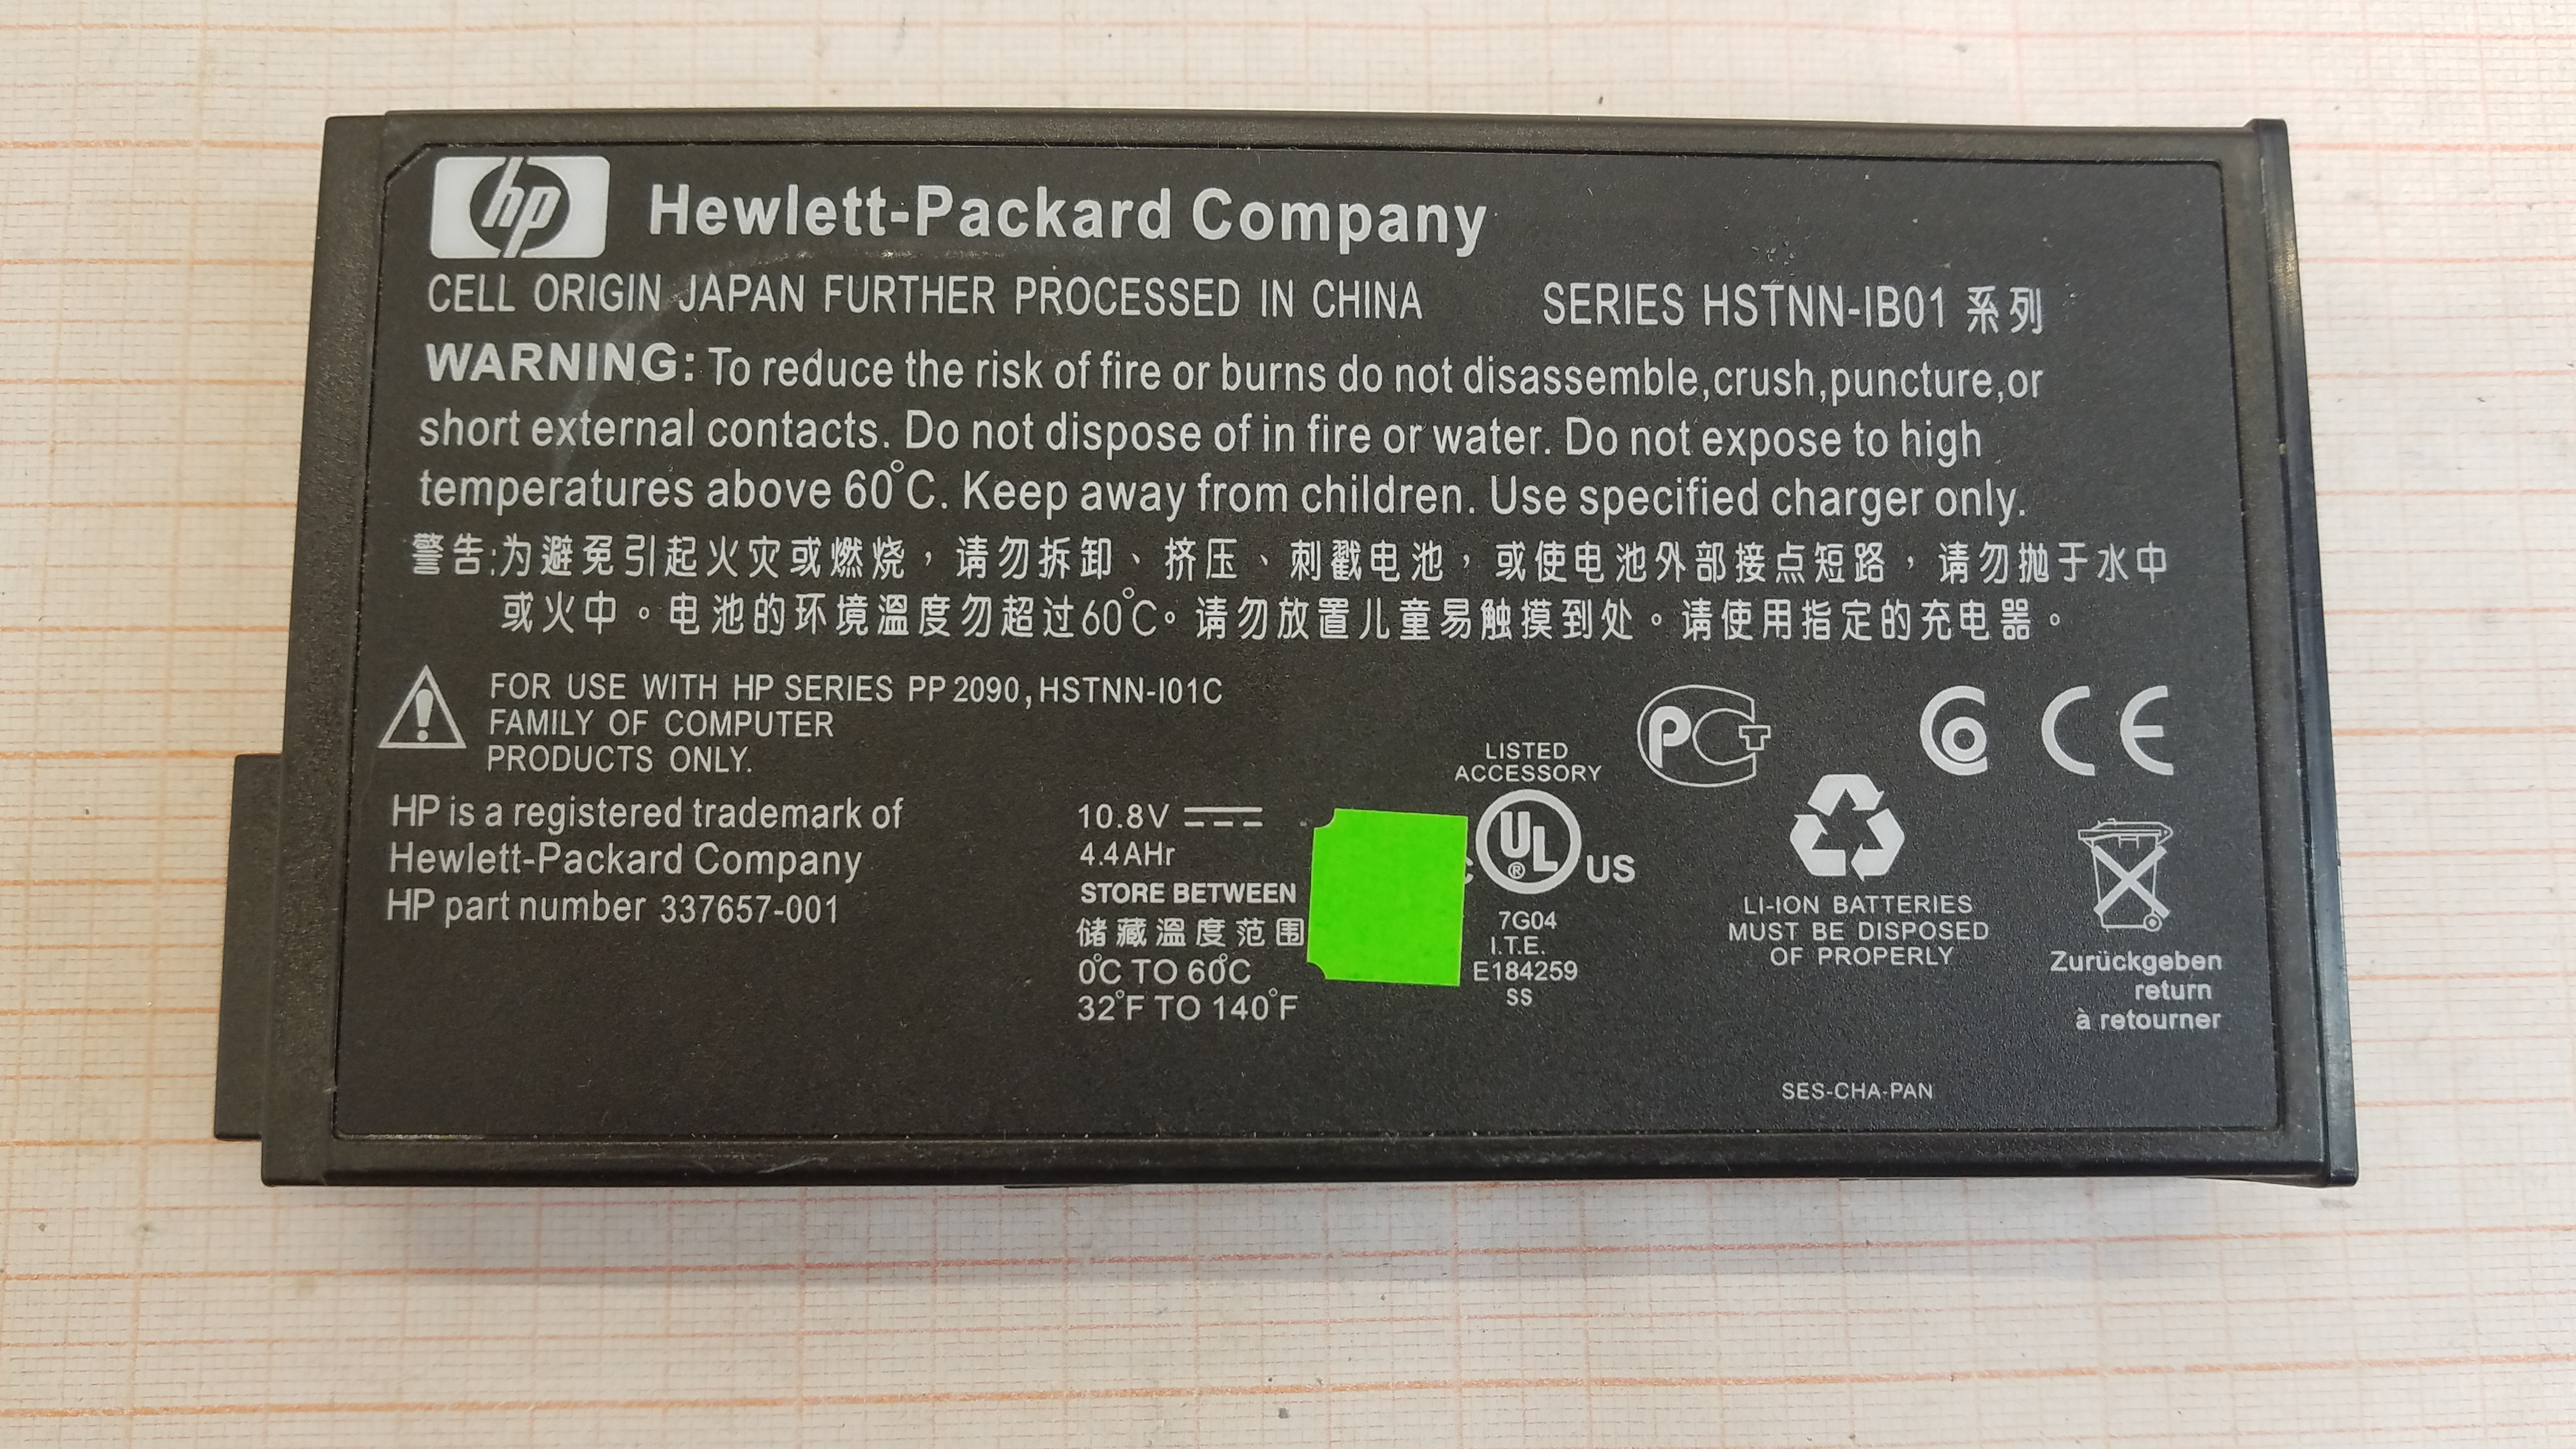 hp Hewlett-Packard Company
CELL ORIGIN JAPAN FURTHER PROCESSED IN CHINA SERIES HSTNN-IB01 系列
WARNING: To reduce the risk of fire or burns do not disassemble,crush,puncture,or
short external contacts. Do not dispose of in fire or water. Do not expose to high
temperatures above 60°C. Keep away from children. Use specified charger only.
警告:为避免引起火灾或燃烧，请勿拆卸、挤压、刺戳电池，或使电池外部接点短路，请勿抛于水中
或火中。电池的环境溫度勿超过60°C。请勿放置儿童易触摸到处。请使用指定的充电器。
FOR USE WITH HP SERIES PP 2090,HSTNN-I01C
FAMILY OF COMPUTER
PRODUCTS ONLY.
HP is a registered trademark of
Hewlett-Packard Company
HP part number 337657-001
10.8V
4.4AHr
STORE BETWEEN
储藏溫度范围
0°C TO 60°C
32°F TO 140°F
LISTED
ACCESSORY
C UL ® US
7G04
I.T.E.
E184259
SS
PCT
CE
LI-ION BATTERIES
MUST BE DISPOSED
OF PROPERLY
Zurückgeben
return
à retourner
SES-CHA-PAN